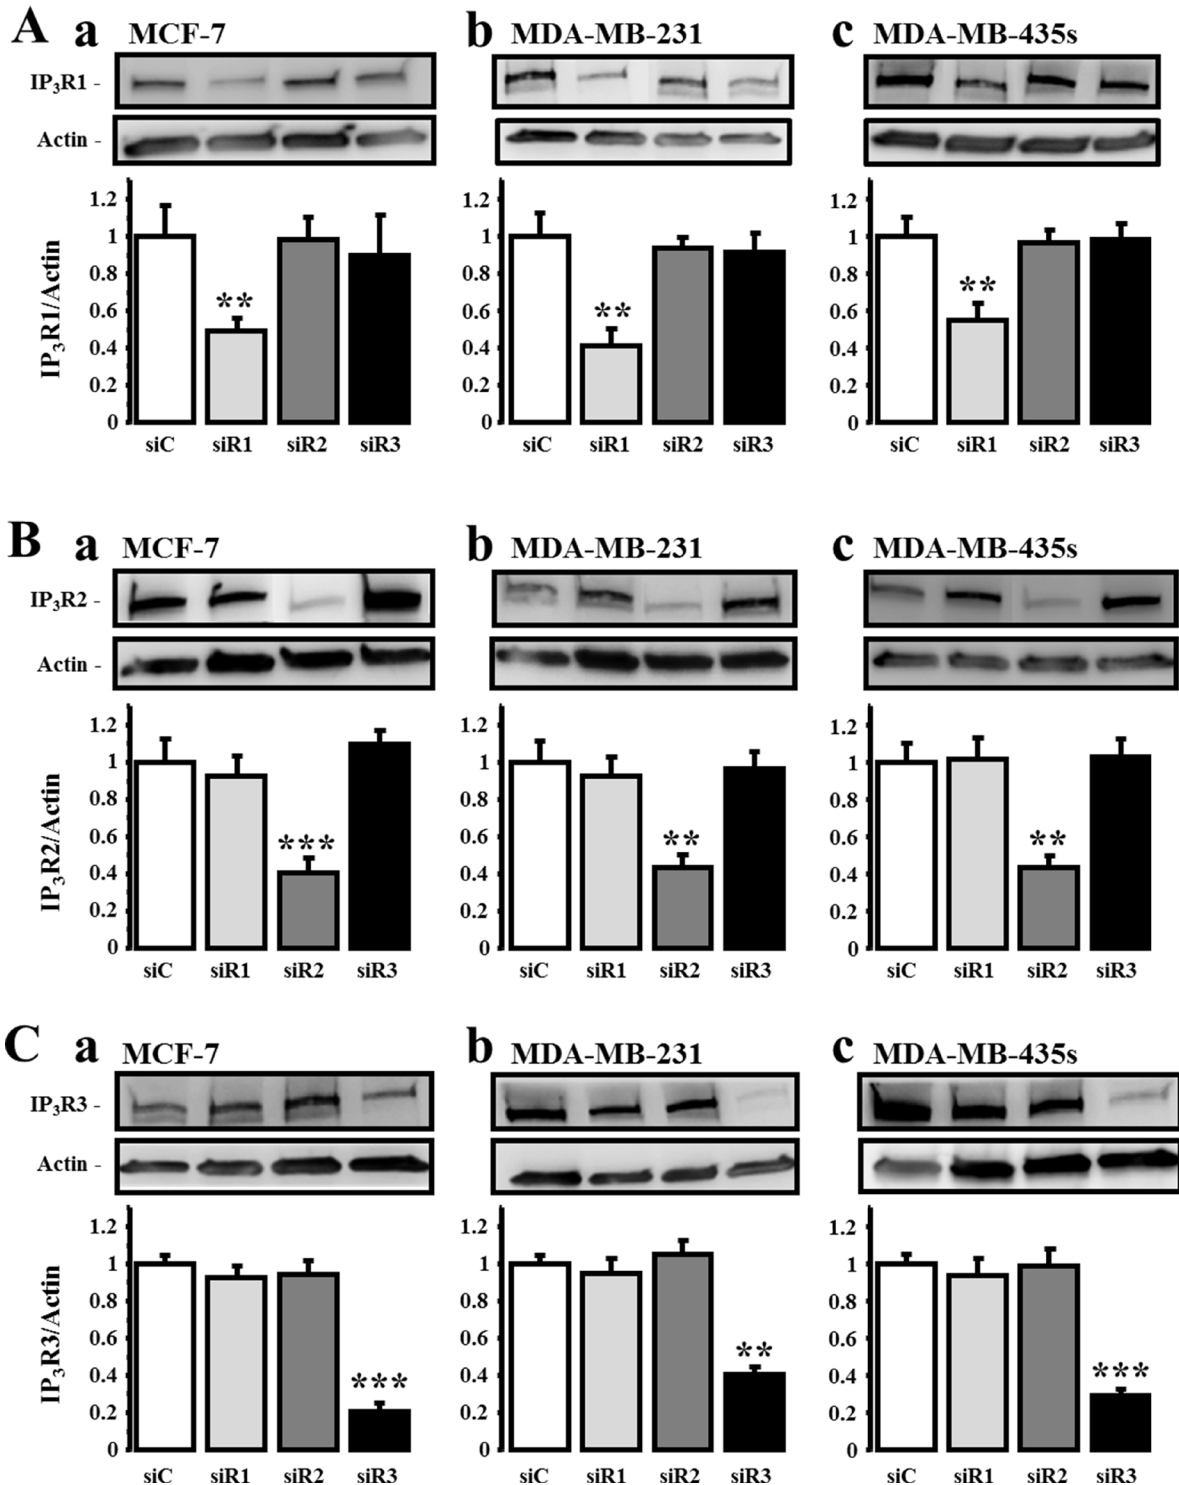 A a MCF-7 b MDA-MB-231 c MDA-MB-435s
IP₃R1 -
Actin -
IP₃R1/Actin
1.2 1.2 1.2
1 1 1
0.8 0.8 0.8
0.6 ** 0.6 ** 0.6 **
0.4 0.4 0.4
0.2 0.2 0.2
0 0 0
siC siR1 siR2 siR3 siC siR1 siR2 siR3 siC siR1 siR2 siR3
B a MCF-7 b MDA-MB-231 c MDA-MB-435s
IP₃R2 -
Actin -
IP₃R2/Actin
1.2 1.2 1.2
1 1 1
0.8 0.8 0.8
0.6 *** 0.6 ** 0.6 **
0.4 0.4 0.4
0.2 0.2 0.2
0 0 0
siC siR1 siR2 siR3 siC siR1 siR2 siR3 siC siR1 siR2 siR3
C a MCF-7 b MDA-MB-231 c MDA-MB-435s
IP₃R3 -
Actin -
IP₃R3/Actin
1.2 1.2 1.2
1 1 1
0.8 0.8 0.8
0.6 0.6 ** 0.6
0.4 *** 0.4 0.4 ***
0.2 0.2 0.2
0 0 0
siC siR1 siR2 siR3 siC siR1 siR2 siR3 siC siR1 siR2 siR3